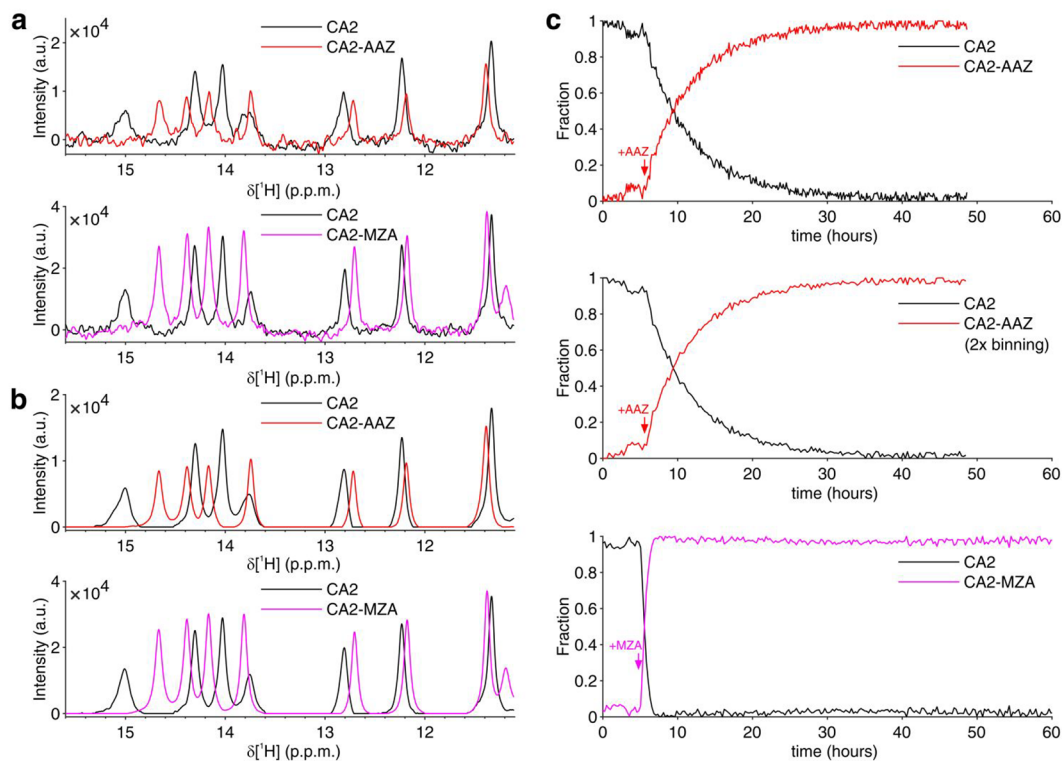 a
×10⁴
CA2
CA2-AAZ
Intensity (a.u.)
2
1
0
15
14
13
12
δ[¹H] (p.p.m.)
×10⁴
CA2
CA2-MZA
Intensity (a.u.)
4
2
0
15
14
13
12
δ[¹H] (p.p.m.)
b
×10⁴
CA2
CA2-AAZ
Intensity (a.u.)
2
1
0
15
14
13
12
δ[¹H] (p.p.m.)
×10⁴
CA2
CA2-MZA
Intensity (a.u.)
4
2
0
15
14
13
12
δ[¹H] (p.p.m.)
c
CA2
CA2-AAZ
Fraction
1
0.8
0.6
0.4
0.2
0
+AAZ
0
10
20
30
40
50
60
time (hours)
CA2
CA2-AAZ
(2x binning)
Fraction
1
0.8
0.6
0.4
0.2
0
+AAZ
0
10
20
30
40
50
60
time (hours)
CA2
CA2-MZA
Fraction
1
0.8
0.6
0.4
0.2
0
+MZA
0
10
20
30
40
50
60
time (hours)